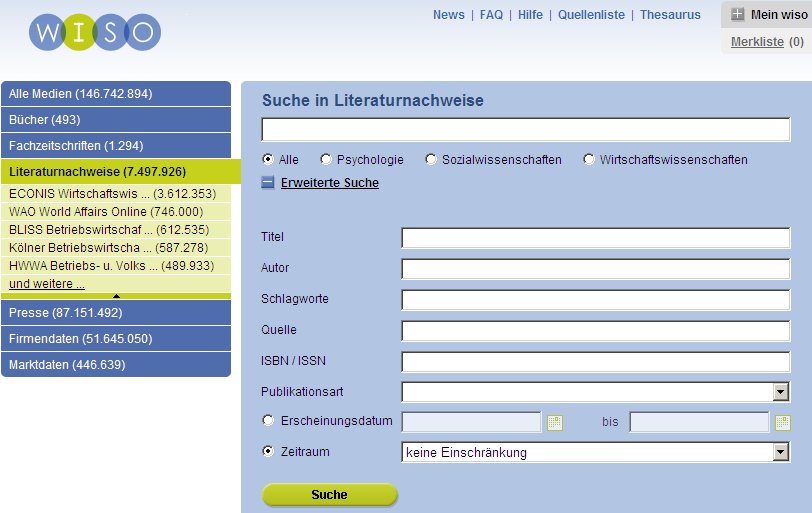 WISO
News | FAQ | Hilfe | Quellenliste | Thesaurus
Mein wiso
Merkliste (0)
Alle Medien (146.742.894)
Bücher (493)
Fachzeitschriften (1.294)
Literaturnachweise (7.497.926)
ECONIS Wirtschaftswis ... (3.612.353)
WAO World Affairs Online (746.000)
BLISS Betriebswirtschaf ... (612.535)
Kölner Betriebswirtscha ... (587.278)
HWWA Betriebs- u. Volks ... (489.933)
und weitere ...
Presse (87.151.492)
Firmendaten (51.645.050)
Marktdaten (446.639)
Suche in Literaturnachweise
Alle Psychologie Sozialwissenschaften Wirtschaftswissenschaften
Erweiterte Suche
Titel
Autor
Schlagworte
Quelle
ISBN / ISSN
Publikationsart
Erscheinungsdatum bis
Zeitraum keine Einschränkung
Suche